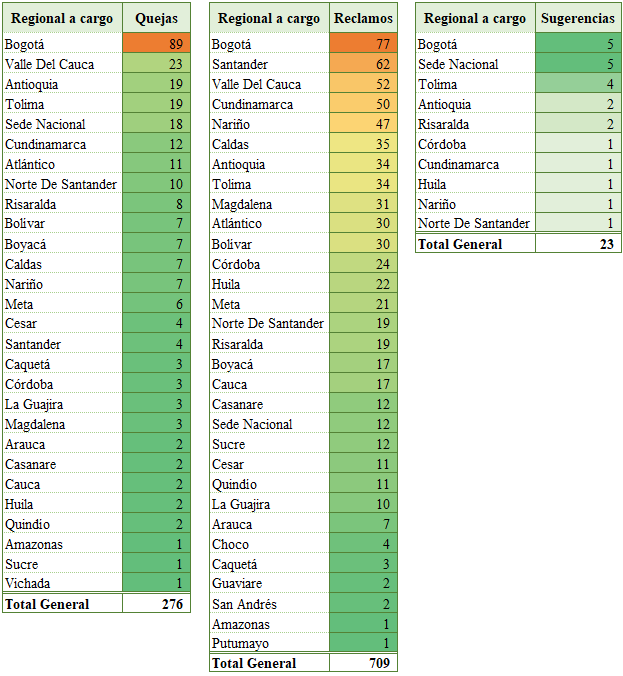 Regional a cargo Quejas
Bogotá 89
Valle Del Cauca 23
Antioquia 19
Tolima 19
Sede Nacional 18
Cundinamarca 12
Atlántico 11
Norte De Santander 10
Risaralda 8
Bolivar 7
Boyacá 7
Caldas 7
Nariño 7
Meta 6
Cesar 4
Santander 4
Caquetá 3
Córdoba 3
La Guajira 3
Magdalena 3
Arauca 2
Casanare 2
Cauca 2
Huila 2
Quindío 2
Amazonas 1
Sucre 1
Vichada 1
Total General 276
Regional a cargo Reclamos
Bogotá 77
Santander 62
Valle Del Cauca 52
Cundinamarca 50
Nariño 47
Caldas 35
Antioquia 34
Tolima 34
Magdalena 31
Atlántico 30
Bolivar 30
Córdoba 24
Huila 22
Meta 21
Norte De Santander 19
Risaralda 19
Boyacá 17
Cauca 17
Casanare 12
Sede Nacional 12
Sucre 12
Cesar 11
Quindío 11
La Guajira 10
Arauca 7
Choco 4
Caquetá 3
Guaviare 2
San Andrés 2
Amazonas 1
Putumayo 1
Total General 709
Regional a cargo Sugerencias
Bogotá 5
Sede Nacional 5
Tolima 4
Antioquia 2
Risaralda 2
Córdoba 1
Cundinamarca 1
Huila 1
Nariño 1
Norte De Santander 1
Total General 23